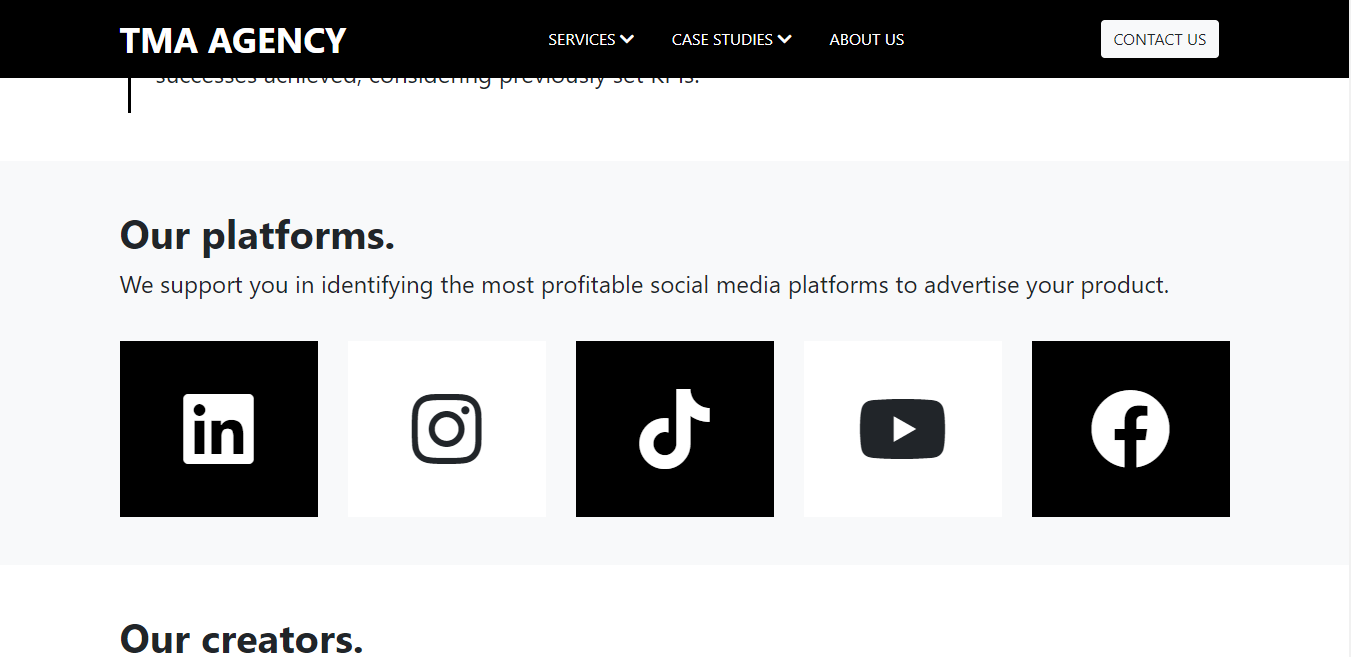 TMA AGENCY
SERVICES
CASE STUDIES
ABOUT US
CONTACT US
successes achieved, considering previously set KPIs.
Our platforms.
We support you in identifying the most profitable social media platforms to advertise your product.
in
Our creators.